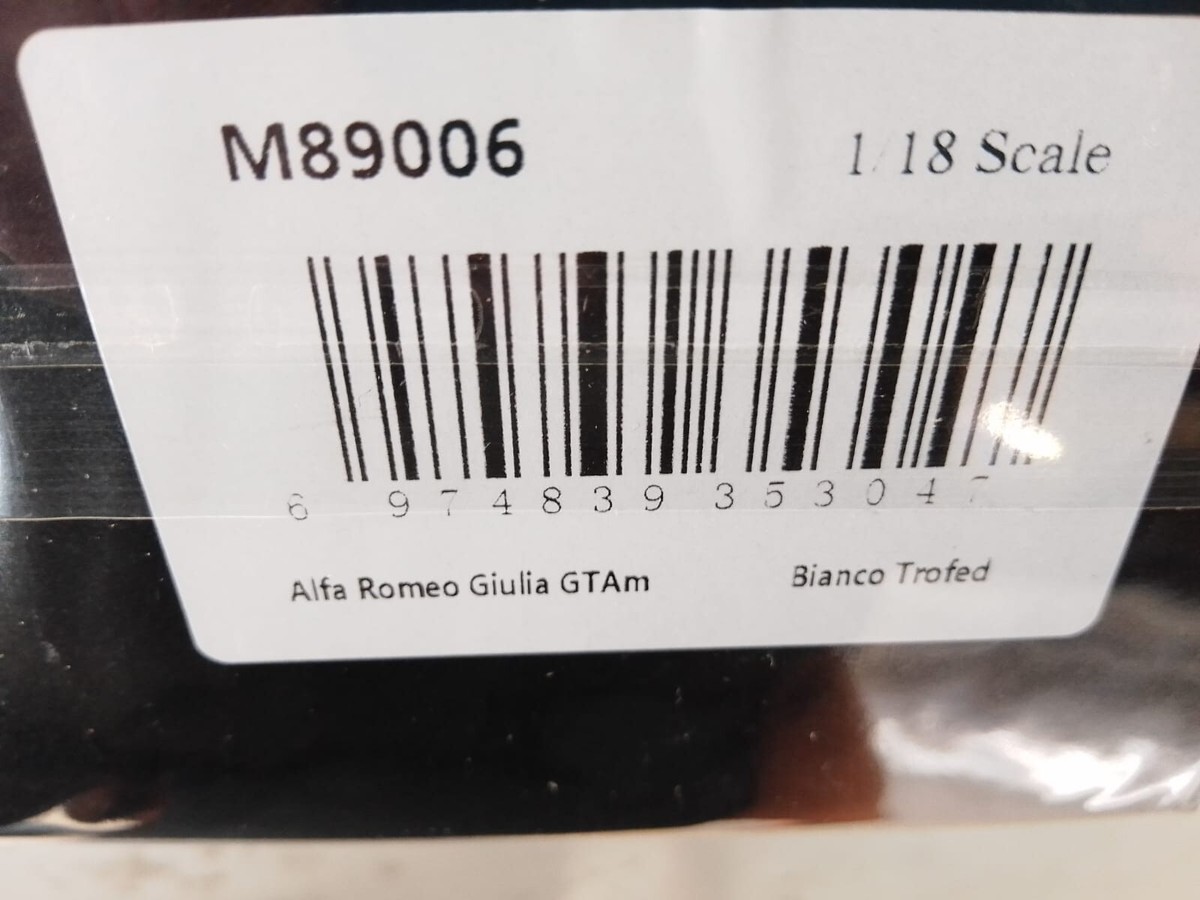 M89006 1/18 Scale
6 974839 353047
Alfa Romeo Giulia GTAm Bianco Trofed